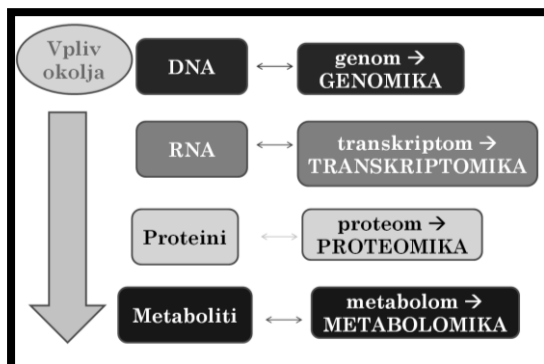 Vpliv
okolja
DNA
genom →
GENOMIKA
RNA
transkriptom →
TRANSKRIPTOMIKA
Proteini
proteom →
PROTEOMIKA
Metaboliti
metabolom →
METABOLOMIKA